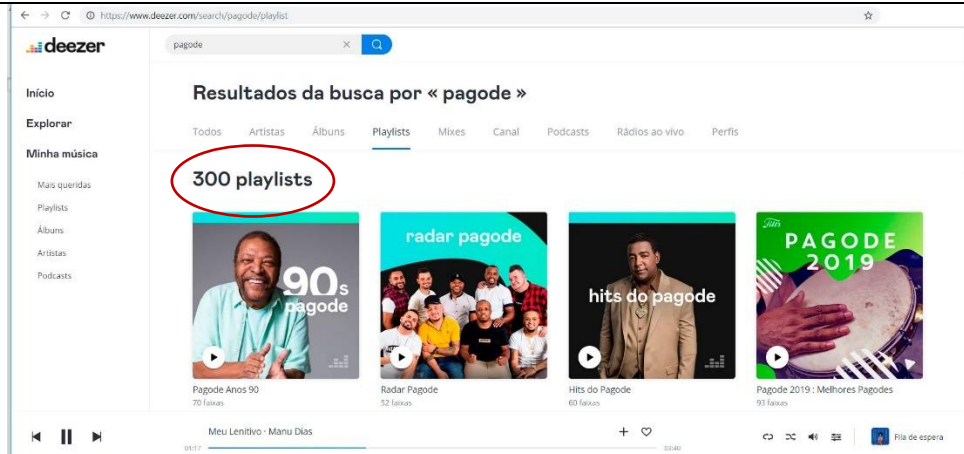 https://www.deezer.com/search/pagode/playlist
deezer
pagode
Início
Explorar
Minha música
Mais queridas
Playlists
Álbuns
Artistas
Podcasts
Resultados da busca por « pagode »
Todos Artistas Álbuns Playlists Mixes Canal Podcasts Rádios ao vivo Perfis
300 playlists
90s
pagode
radar pagode
hits do pagode
PAGODE
2019
Pagode Anos 90
70 faixas
Radar Pagode
52 faixas
Hits do Pagode
60 faixas
Pagode 2019 : Melhores Pagodes
93 faixas
Meu Lenitivo · Manu Dias
01:17
Fila de espera